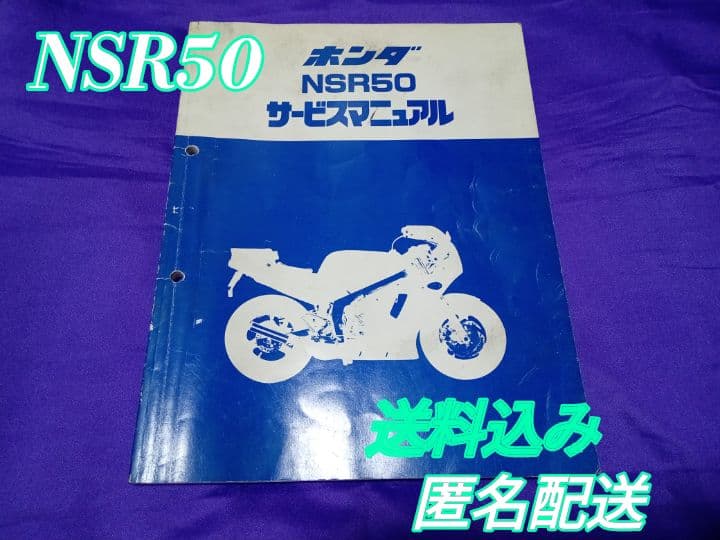 NSR50
ホンダ
NSR50
サービスマニュアル
送料込み
匿名配送